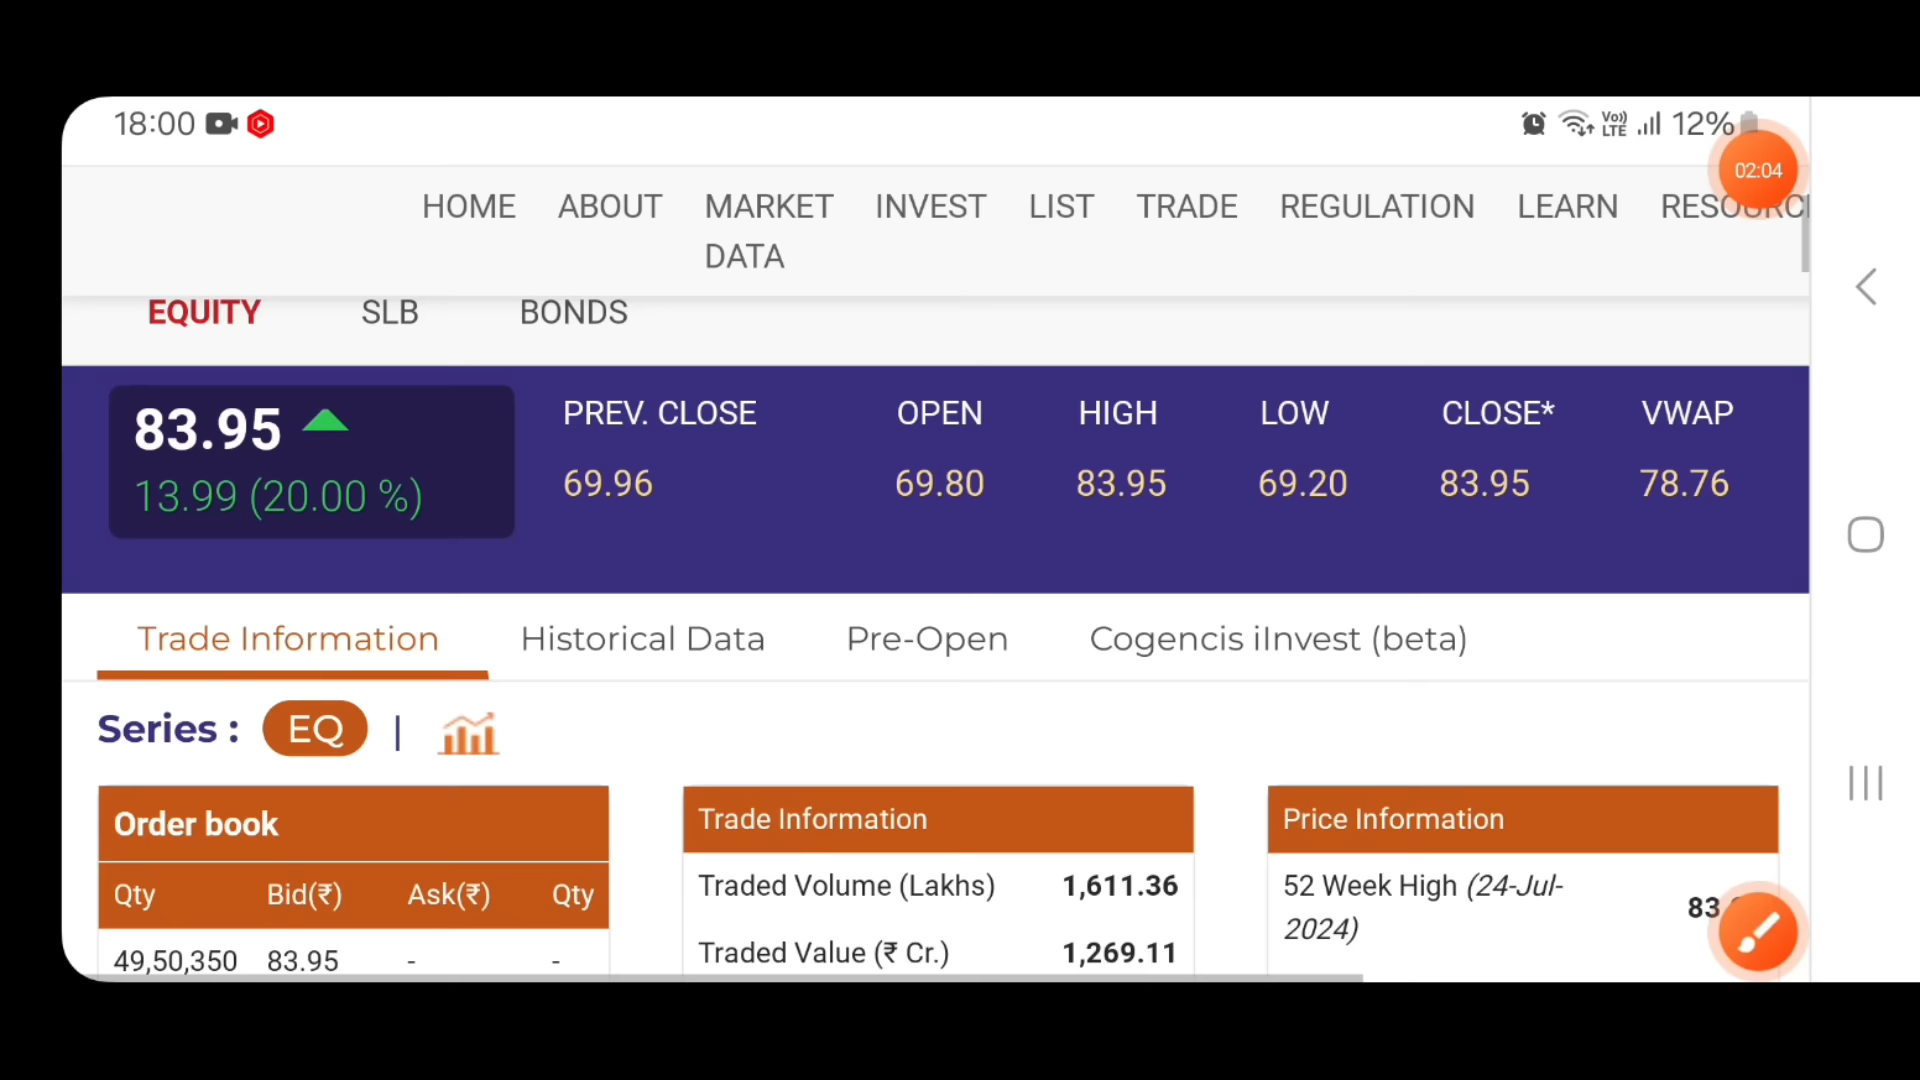 18:00
Vo)) LTE 12%
02:04
HOME ABOUT MARKET DATA INVEST LIST TRADE REGULATION LEARN
EQUITY SLB BONDS
83.95
13.99 (20.00 %)
PREV. CLOSE OPEN HIGH LOW CLOSE* VWAP
69.96 69.80 83.95 69.20 83.95 78.76
Trade Information Historical Data Pre-Open Cogencis iInvest (beta)
Series : EQ |
Order book
Qty Bid(₹) Ask(₹) Qty
49,50,350 83.95 - -
Trade Information
Traded Volume (Lakhs) 1,611.36
Traded Value (₹ Cr.) 1,269.11
Price Information
52 Week High (24-Jul-
2024)